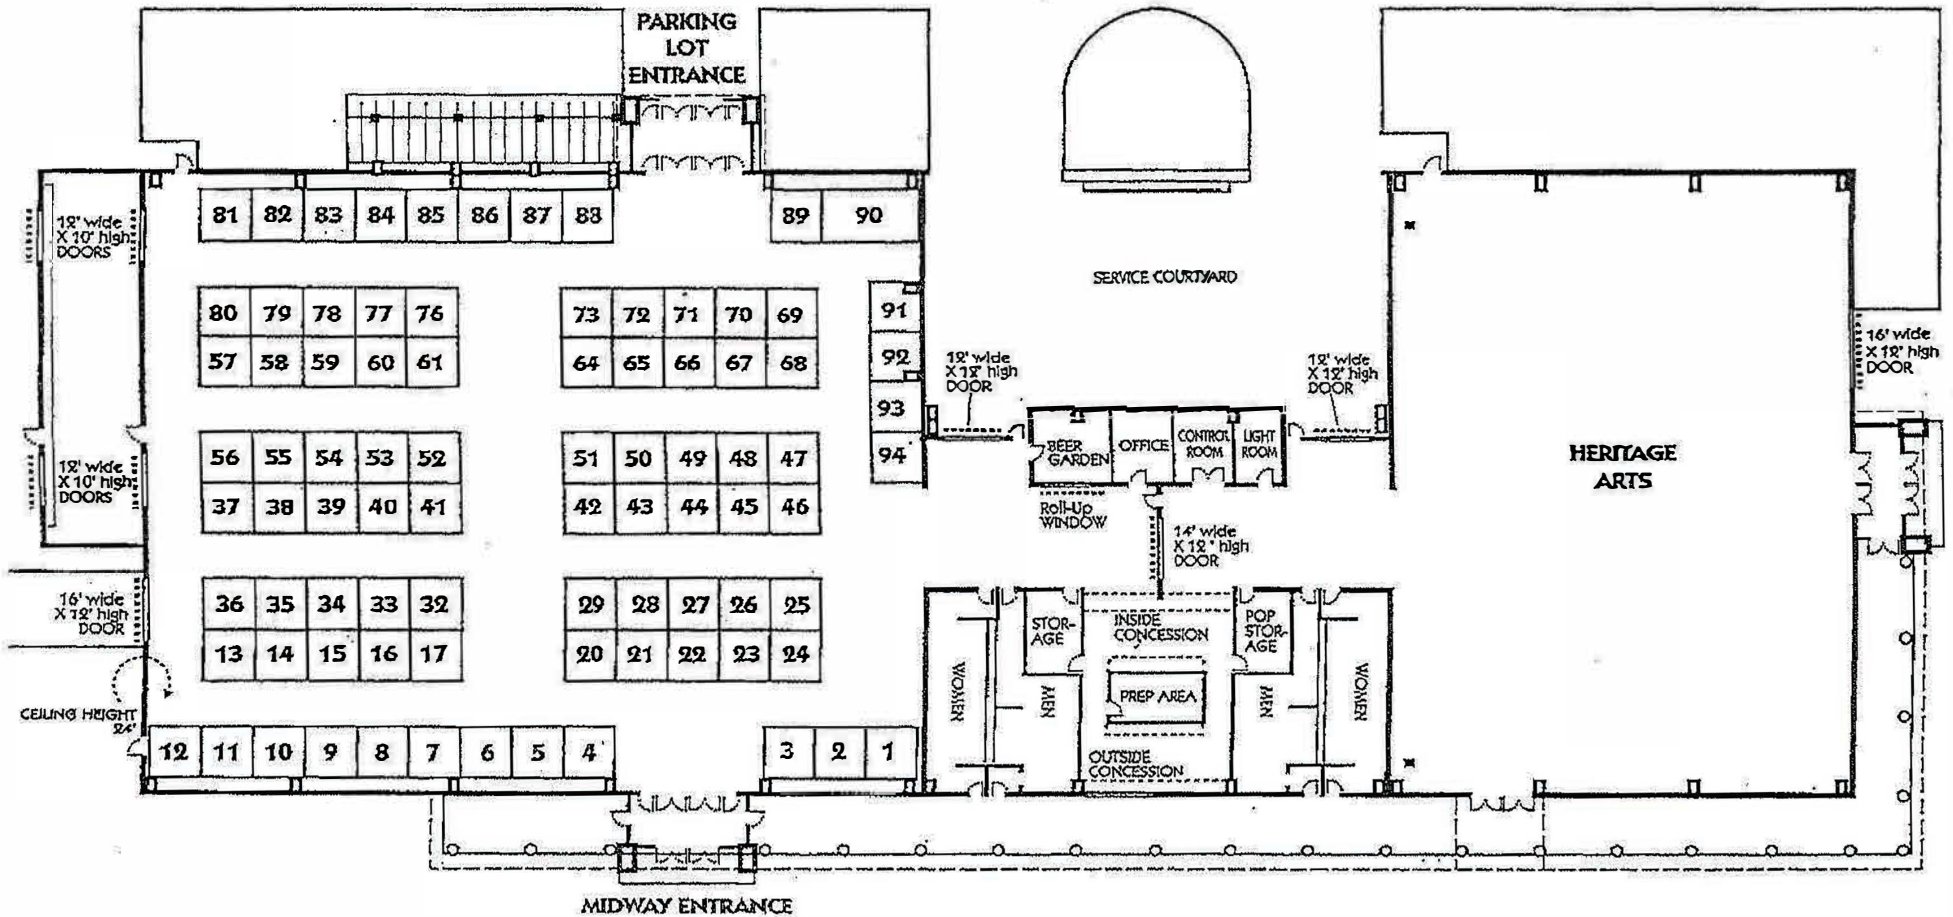 PARKING
LOT
ENTRANCE
12' wide
X 10' high
DOORS
81 82 83 84 85 86 87 88
89 90
SERVICE COURTYARD
80 79 78 77 76
57 58 59 60 61
73 72 71 70 69
64 65 66 67 68
91
92
93
94
12' wide
X 12' high
DOOR
12' wide
X 12' high
DOOR
16' wide
X 12' high
DOOR
12' wide
X 10' high
DOORS
56 55 54 53 52
37 38 39 40 41
51 50 49 48 47
42 43 44 45 46
BEER
GARDEN
OFFICE
CONTROL
ROOM
LIGHT
ROOM
HERITAGE
ARTS
Roll-Up
WINDOW
14' wide
X 12' high
DOOR
16' wide
X 12' high
DOOR
36 35 34 33 32
13 14 15 16 17
29 28 27 26 25
20 21 22 23 24
WOMEN
MEN
STOR-
AGE
INSIDE
CONCESSION
PREP AREA
POP
STOR-
AGE
MEN
WOMEN
CEILING HEIGHT
24'
12 11 10 9 8 7 6 5 4
3 2 1
OUTSIDE
CONCESSION
MIDWAY ENTRANCE